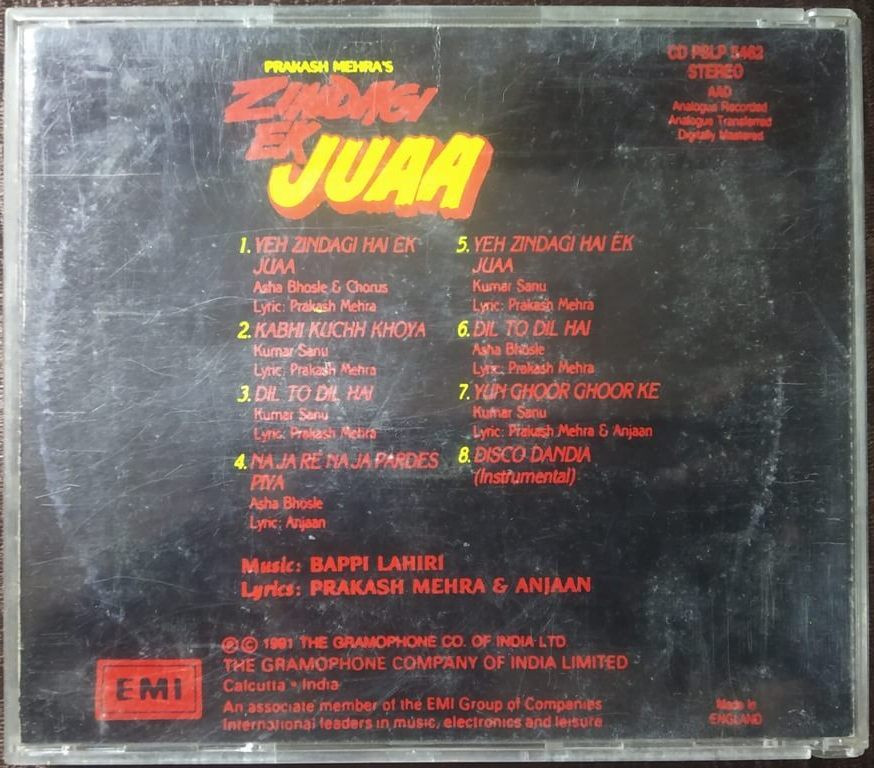 PRAKASH MEHRA'S
ZINDAGI
EK
JUAA
CD PSLP 5462
STEREO
AAD
Analogue Recorded
Analogue Transferred
Digitally Mastered
1. YEH ZINDAGI HAI EK
JUAA
Asha Bhosle & Chorus
Lyric: Prakash Mehra
2. KABHI KUCHH KHOYA
Kumar Sanu
Lyric: Prakash Mehra
3. DIL TO DIL HAI
Kumar Sanu
Lyric: Prakash Mehra
4. NA JA RE NA JA PARDES
PIYA
Asha Bhosle
Lyric: Anjaan
5. YEH ZINDAGI HAI EK
JUAA
Kumar Sanu
Lyric: Prakash Mehra
6. DIL TO DIL HAI
Asha Bhosle
Lyric: Prakash Mehra
7. YUN GHOOR GHOOR KE
Kumar Sanu
Lyric: Prakash Mehra & Anjaan
8. DISCO DANDIA
(Instrumental)
Music: BAPPI LAHIRI
Lyrics: PRAKASH MEHRA & ANJAAN
℗ © 1991 THE GRAMOPHONE CO. OF INDIA LTD
THE GRAMOPHONE COMPANY OF INDIA LIMITED
Calcutta • India
An associate member of the EMI Group of Companies
International leaders in music, electronics and leisure
EMI
Made in
ENGLAND